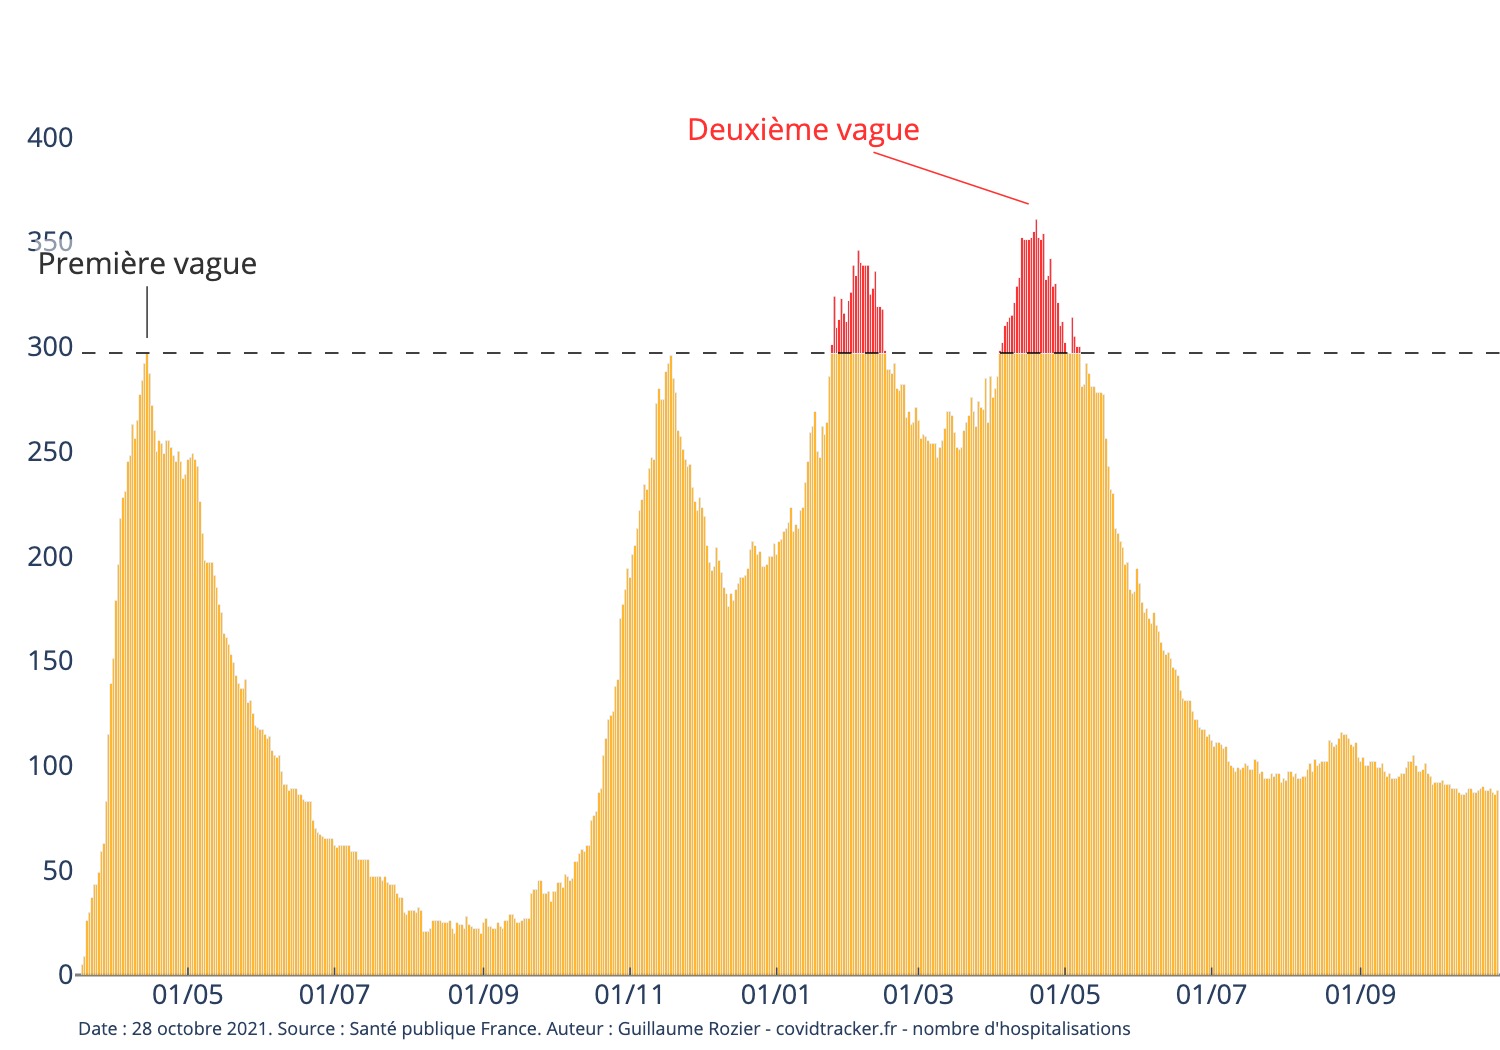 400
Deuxième vague
350
Première vague
300
250
200
150
100
50
0
01/05 01/07 01/09 01/11 01/01 01/03 01/05 01/07 01/09
Date : 28 octobre 2021. Source : Santé publique France. Auteur : Guillaume Rozier - covidtracker.fr - nombre d'hospitalisations